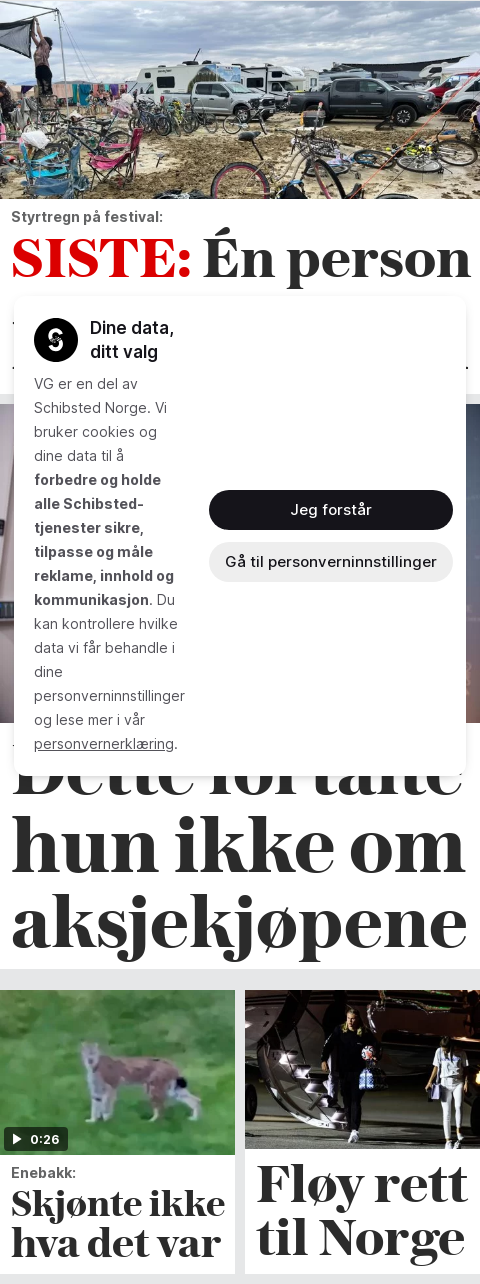 Styrtregn på festival:
SISTE: Én person
Dine data,
ditt valg
VG er en del av
Schibsted Norge. Vi
bruker cookies og
dine data til å
forbedre og holde
alle Schibsted-
tjenester sikre,
tilpasse og måle
reklame, innhold og
kommunikasjon. Du
kan kontrollere hvilke
data vi får behandle i
dine
personverninnstillinger
og lese mer i vår
personvernerklæring.
Jeg forstår
Gå til personverninnstillinger
Dette fortalte
hun ikke om
aksjekjøpene
0:26
Enebakk:
Skjønte ikke
hva det var
Fløy rett
til Norge